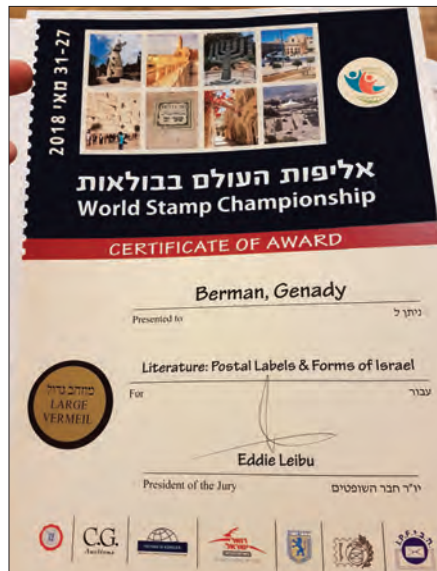 27-31 מאי 2018
אליפות העולם בבולאות
World Stamp Championship
CERTIFICATE OF AWARD
Berman, Genady
Presented to ניתן ל
Literature: Postal Labels & Forms of Israel
For עבור
מוזהב גדול
LARGE
VERMEIL
Eddie Leibu
President of the Jury יו"ר חבר השופטים
C.G.
Auctions
דואר
ישראל